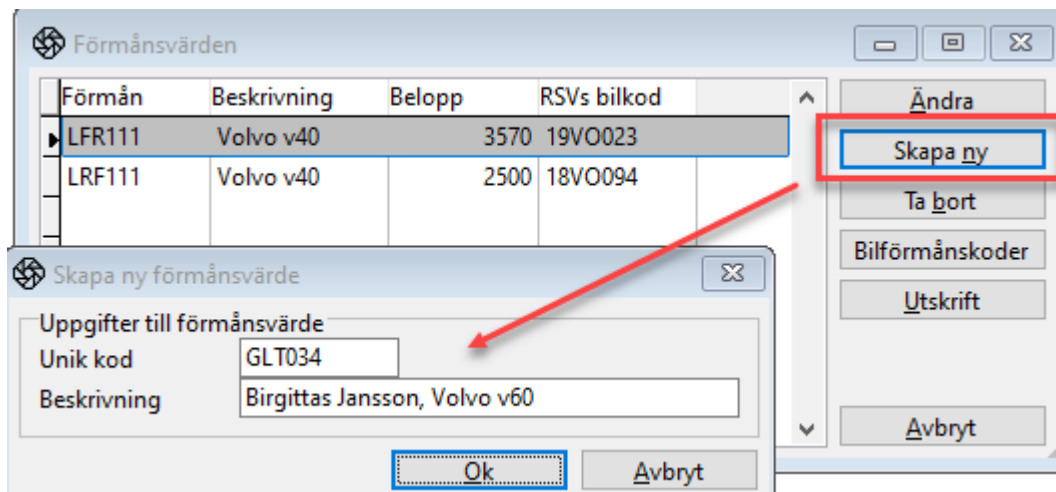 Förmånsvärden
Förmån Beskrivning Belopp RSVs bilkod
LFR111 Volvo v40 3570 19VO023
LRF111 Volvo v40 2500 18VO094
Ändra
Skapa ny
Ta bort
Bilförmånskoder
Utskrift
Avbryt
Skapa ny förmånsvärde
Uppgifter till förmånsvärde
Unik kod GLT034
Beskrivning Birgittas Jansson, Volvo v60
Ok Avbryt